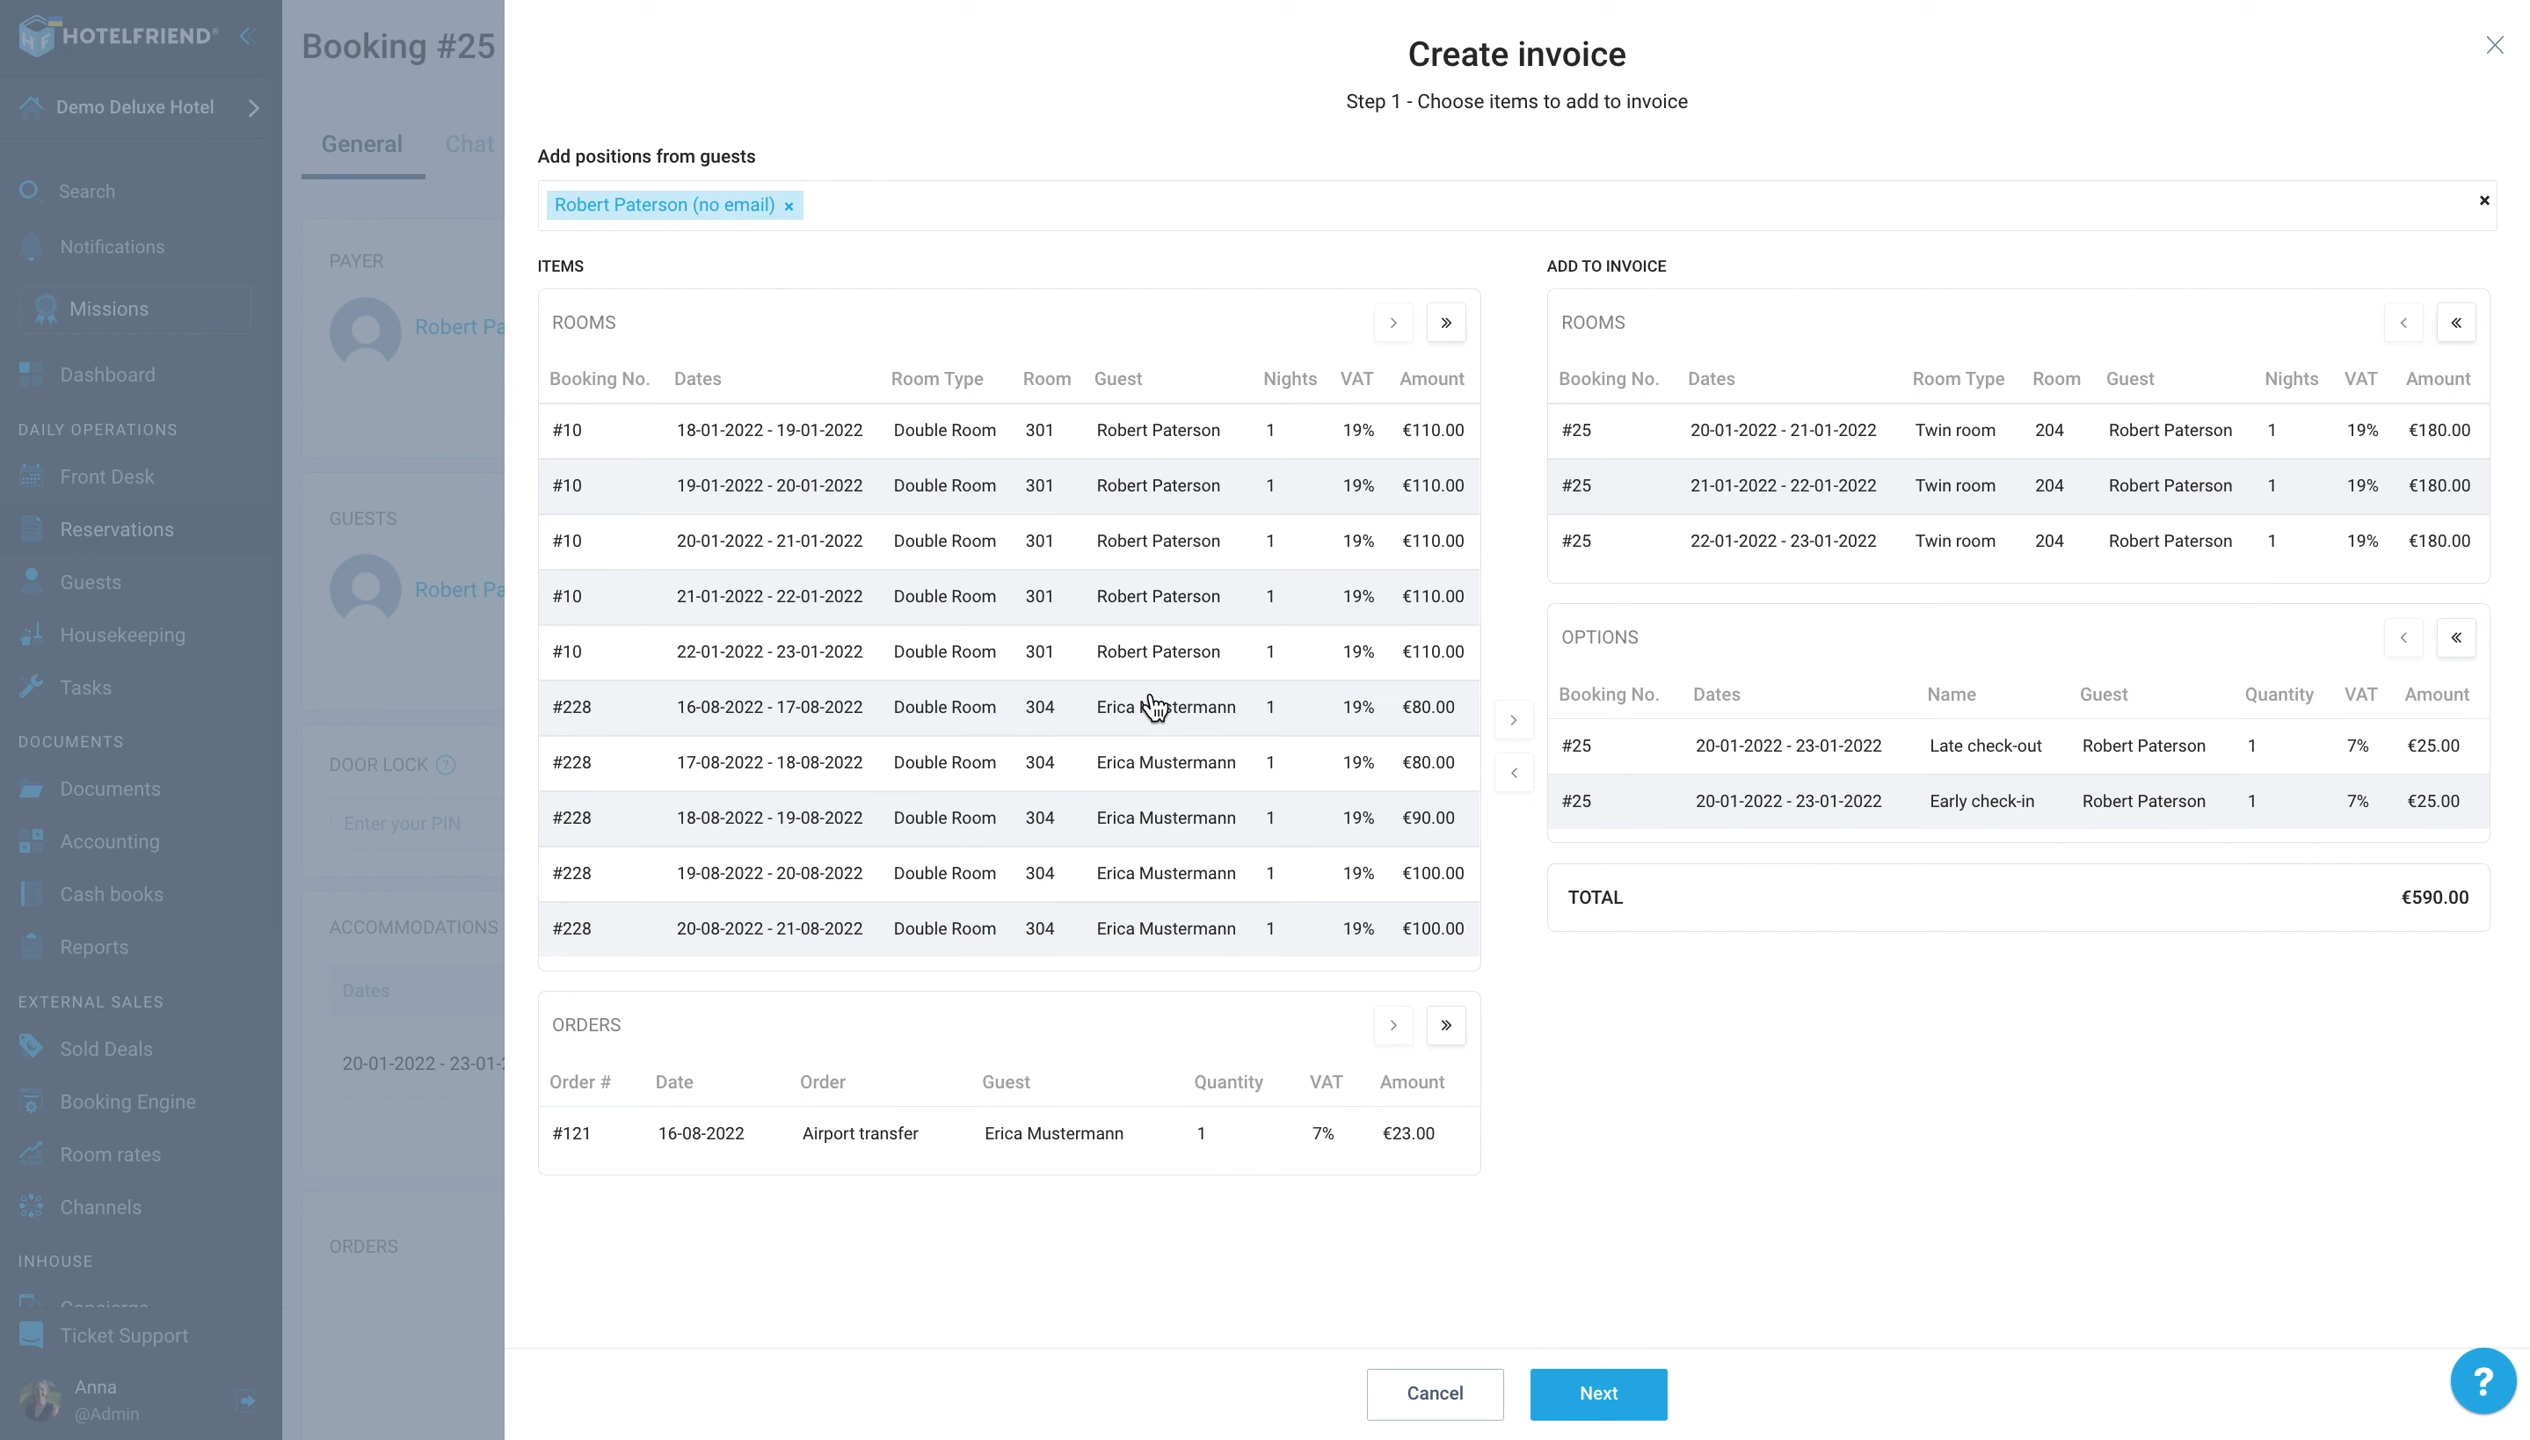 HOTELFRIEND®
Demo Deluxe Hotel
Search
Notifications
Missions
Dashboard
DAILY OPERATIONS
Front Desk
Reservations
Guests
Housekeeping
Tasks
DOCUMENTS
Documents
Accounting
Cash books
Reports
EXTERNAL SALES
Sold Deals
Booking Engine
Room rates
Channels
INHOUSE
Concierge
Ticket Support
Anna
@Admin
Booking #25
General Chat
PAYER
Robert Pa
GUESTS
Robert Pa
DOOR LOCK ?
Enter your PIN
ACCOMMODATIONS
Dates
20-01-2022 - 23-01-2
ORDERS
Create invoice
Step 1 - Choose items to add to invoice
Add positions from guests
Robert Paterson (no email) ×
ITEMS
ROOMS
Booking No. Dates Room Type Room Guest Nights VAT Amount
#10 18-01-2022 - 19-01-2022 Double Room 301 Robert Paterson 1 19% €110.00
#10 19-01-2022 - 20-01-2022 Double Room 301 Robert Paterson 1 19% €110.00
#10 20-01-2022 - 21-01-2022 Double Room 301 Robert Paterson 1 19% €110.00
#10 21-01-2022 - 22-01-2022 Double Room 301 Robert Paterson 1 19% €110.00
#10 22-01-2022 - 23-01-2022 Double Room 301 Robert Paterson 1 19% €110.00
#228 16-08-2022 - 17-08-2022 Double Room 304 Erica Mustermann 1 19% €80.00
#228 17-08-2022 - 18-08-2022 Double Room 304 Erica Mustermann 1 19% €80.00
#228 18-08-2022 - 19-08-2022 Double Room 304 Erica Mustermann 1 19% €90.00
#228 19-08-2022 - 20-08-2022 Double Room 304 Erica Mustermann 1 19% €100.00
#228 20-08-2022 - 21-08-2022 Double Room 304 Erica Mustermann 1 19% €100.00
ORDERS
Order # Date Order Guest Quantity VAT Amount
#121 16-08-2022 Airport transfer Erica Mustermann 1 7% €23.00
ADD TO INVOICE
ROOMS
Booking No. Dates Room Type Room Guest Nights VAT Amount
#25 20-01-2022 - 21-01-2022 Twin room 204 Robert Paterson 1 19% €180.00
#25 21-01-2022 - 22-01-2022 Twin room 204 Robert Paterson 1 19% €180.00
#25 22-01-2022 - 23-01-2022 Twin room 204 Robert Paterson 1 19% €180.00
OPTIONS
Booking No. Dates Name Guest Quantity VAT Amount
#25 20-01-2022 - 23-01-2022 Late check-out Robert Paterson 1 7% €25.00
#25 20-01-2022 - 23-01-2022 Early check-in Robert Paterson 1 7% €25.00
TOTAL €590.00
Cancel Next
?